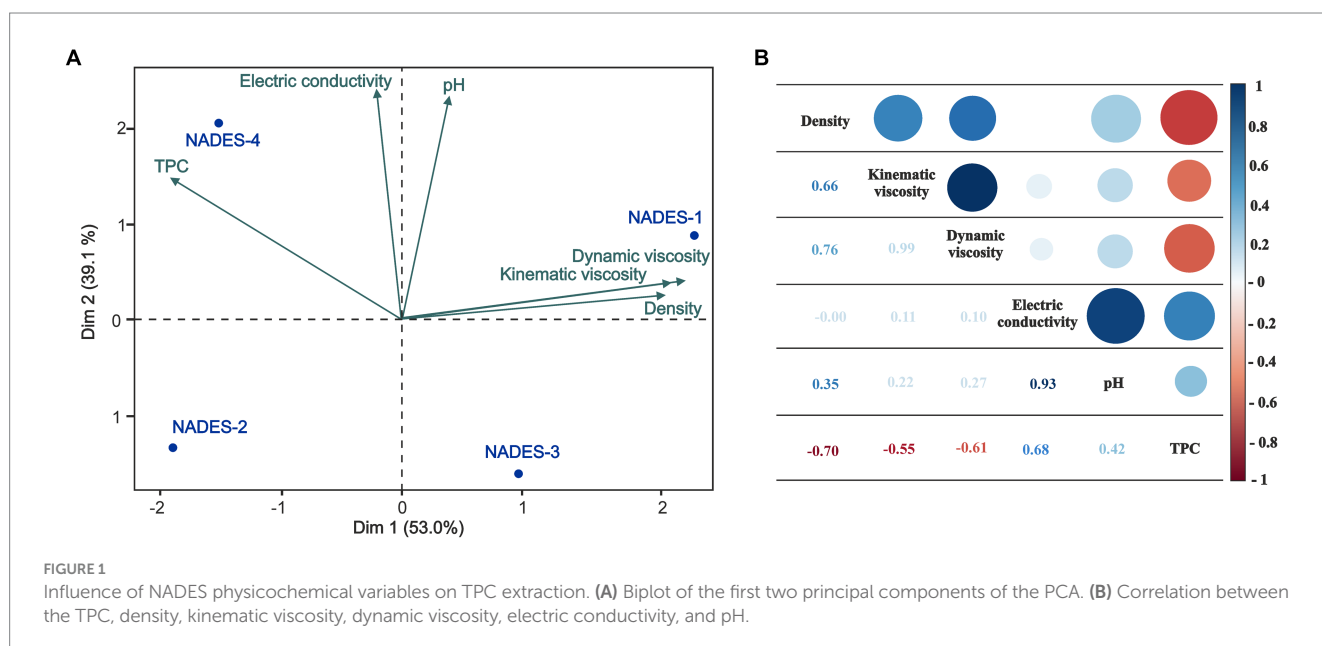 A
Electric conductivity
pH
2
NADES-4
TPC
NADES-1
1
Dynamic viscosity
Kinematic viscosity
Density
0
Dim 2 (39.1 %)
1
NADES-2
NADES-3
-2
-1
0
1
2
Dim 1 (53.0%)
B
Density
Kinematic
viscosity
0.66
Dynamic
viscosity
0.76 0.99
Electric
conductivity
-0.00 0.11 0.10
0.35 0.22 0.27 0.93 pH
-0.70 -0.55 -0.61 0.68 0.42 TPC
1
0.8
0.6
0.4
0.2
- 0
- 0.2
- 0.4
- 0.6
- 0.8
- 1
FIGURE 1
Influence of NADES physicochemical variables on TPC extraction. (A) Biplot of the first two principal components of the PCA. (B) Correlation between
the TPC, density, kinematic viscosity, dynamic viscosity, electric conductivity, and pH.